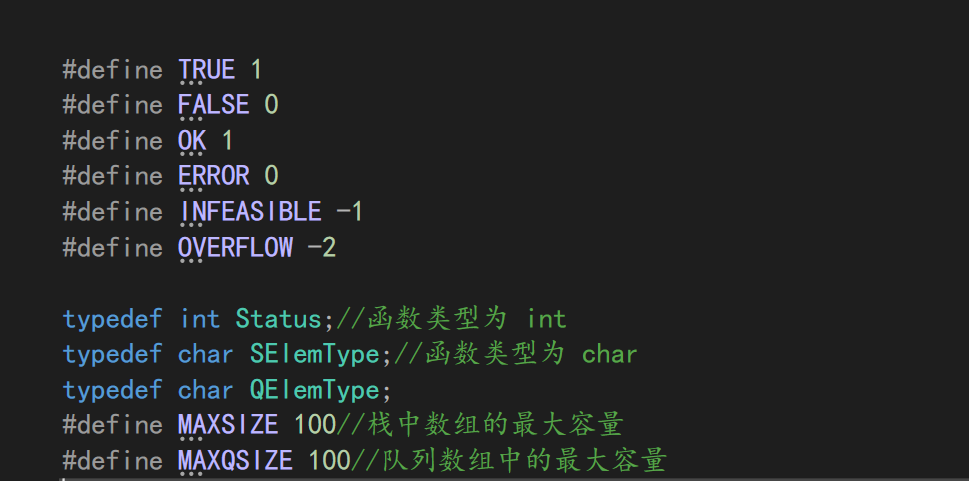 #define TRUE 1
#define FALSE 0
#define OK 1
#define ERROR 0
#define INFEASIBLE -1
#define OVERFLOW -2
typedef int Status;//函数类型为 int
typedef char SElemType;//函数类型为 char
typedef char QElemType;
#define MAXSIZE 100//栈中数组的最大容量
#define MAXQSIZE 100//队列数组中的最大容量